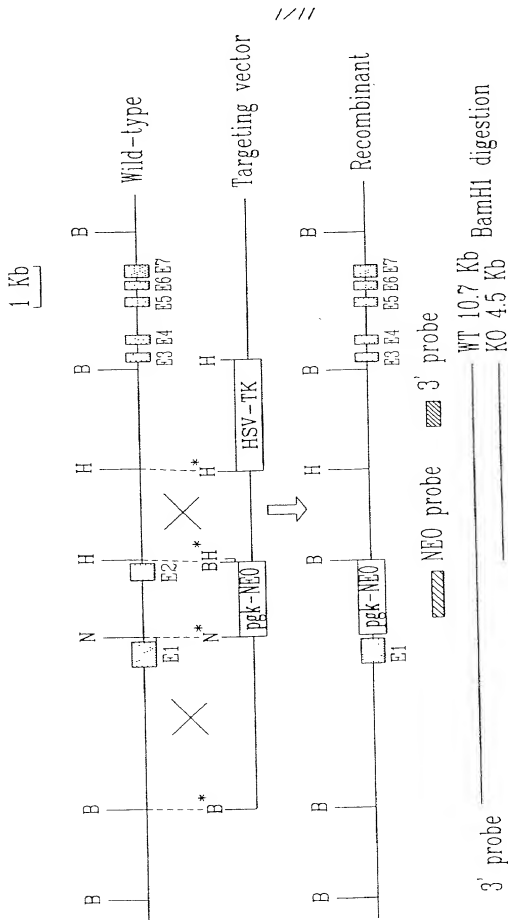 1/11
1 Kb
B B N H H B B
E1 E2 E3 E4 E5 E6 E7
Wild-type
* * * *
B N BH H H
pgk-NEO HSV-TK
Targeting vector
B B B H B B
E1 pgk-NEO E3 E4 E5 E6 E7
Recombinant
NEO probe 3' probe
3' probe
WT 10.7 Kb
KO 4.5 Kb
BamH1 digestion